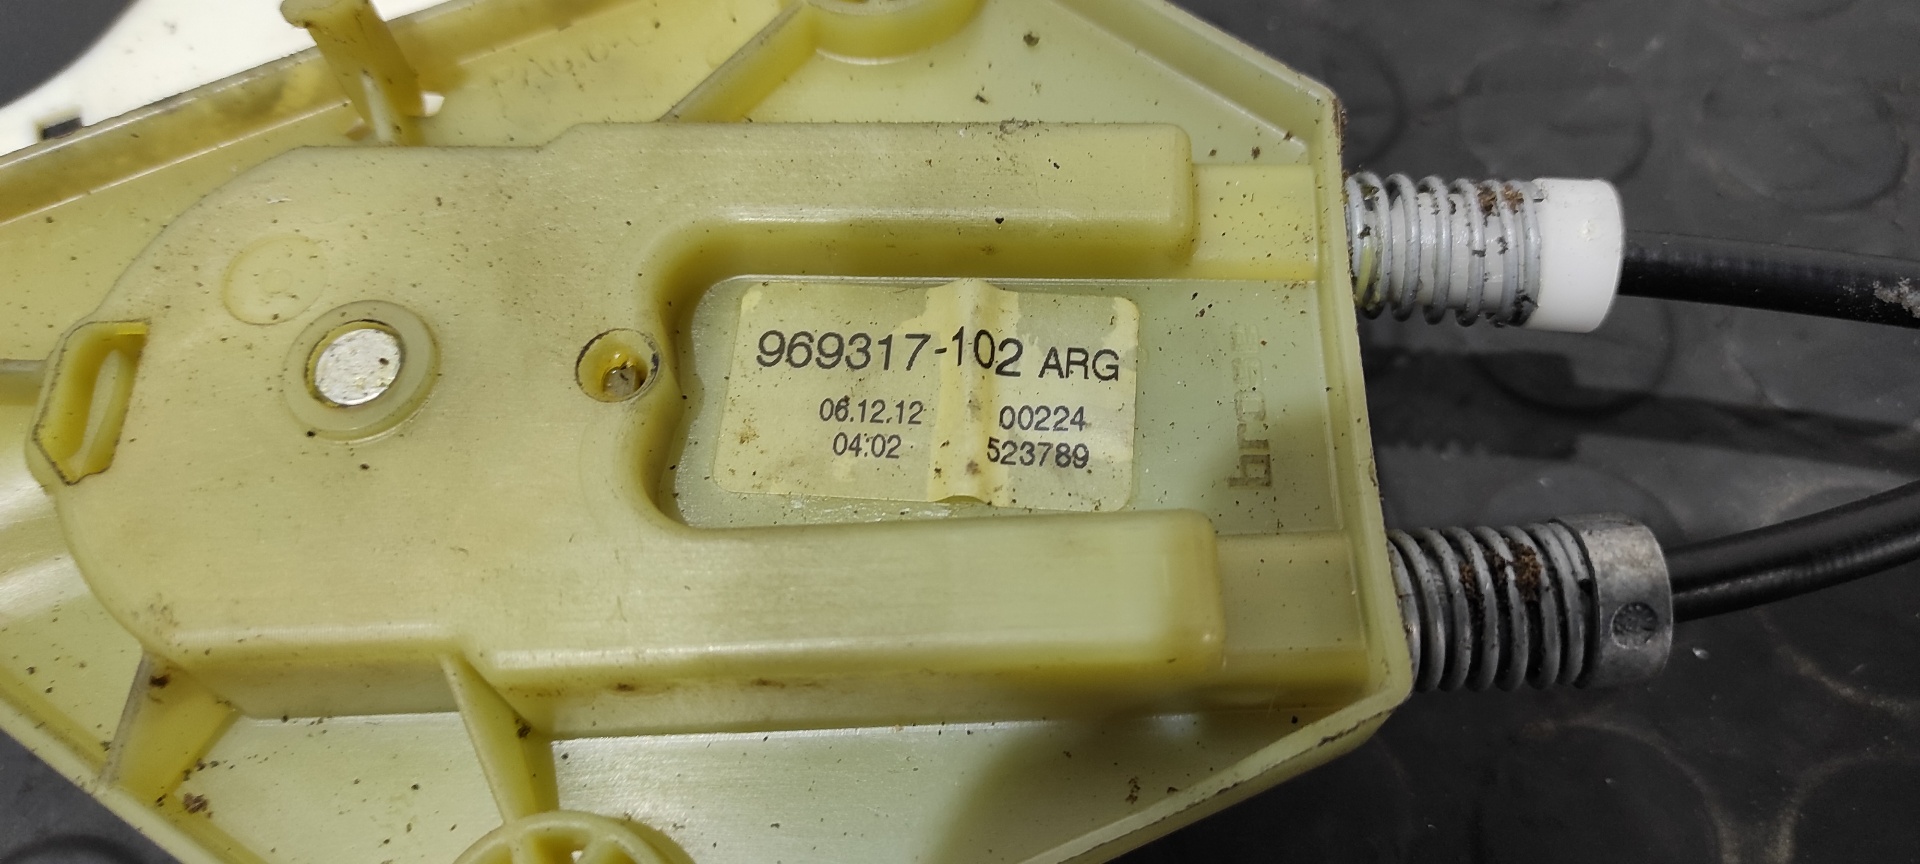 969317-102 ARG
06.12.12 00224
04:02 523789
brose